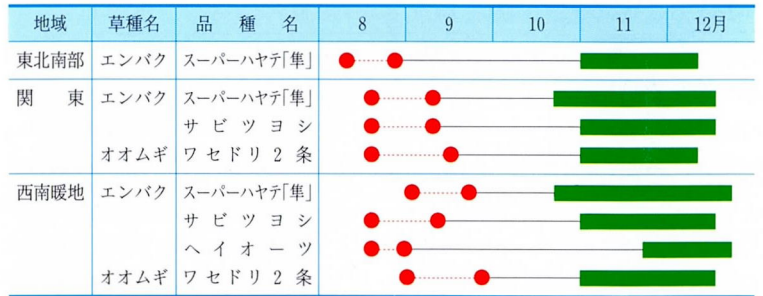 地域 草種名 品種名 8 9 10 11 12月
東北南部 エンバク スーパーハヤテ「隼」
関東 エンバク スーパーハヤテ「隼」
サビツヨシ
オオムギ ワセドリ2条
西南暖地 エンバク スーパーハヤテ「隼」
サビツヨシ
ヘイオーツ
オオムギ ワセドリ2条